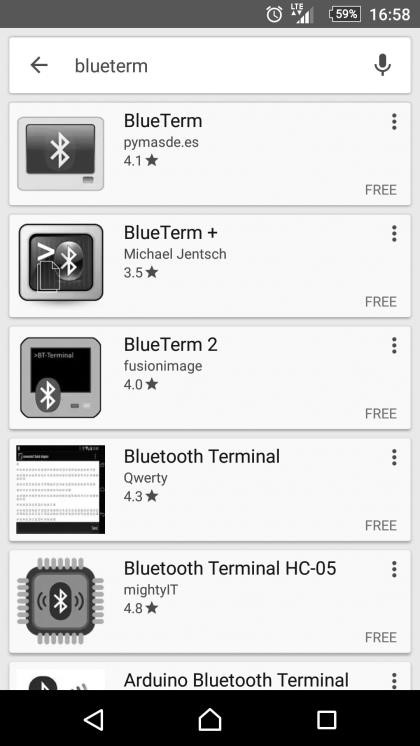 LTE
59% 16:58
blueterm
BlueTerm
pymasde.es
4.1
FREE
BlueTerm +
Michael Jentsch
3.5
FREE
>BT-Terminal
BlueTerm 2
fusionimage
4.0
FREE
Bluetooth Terminal
Qwerty
4.3
FREE
Bluetooth Terminal HC-05
mightyIT
4.8
FREE
Arduino Bluetooth Terminal